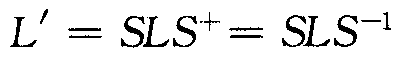 L′ = SLS⁺ = SLS⁻¹